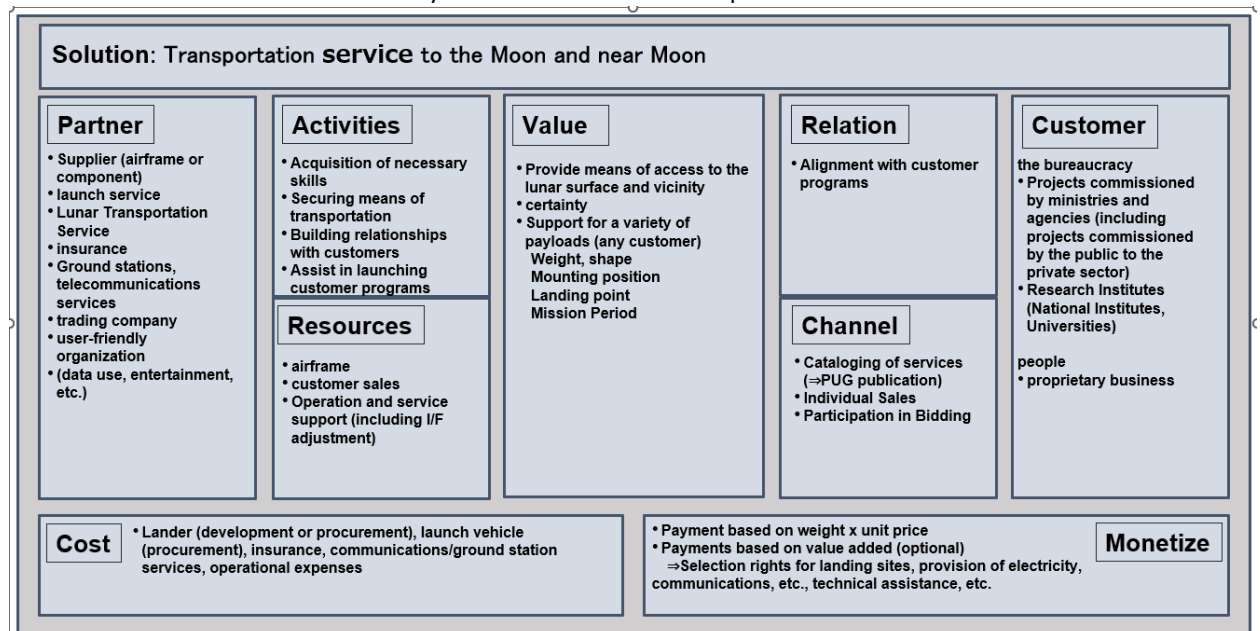 Solution: Transportation service to the Moon and near Moon
Partner
• Supplier (airframe or
component)
• launch service
• Lunar Transportation
Service
• insurance
• Ground stations,
telecommunications
services
• trading company
• user-friendly
organization
• (data use, entertainment,
etc.)
Activities
• Acquisition of necessary
skills
• Securing means of
transportation
• Building relationships
with customers
• Assist in launching
customer programs
Resources
• airframe
• customer sales
• Operation and service
support (including I/F
adjustment)
Value
• Provide means of access to the
lunar surface and vicinity
• certainty
• Support for a variety of
payloads (any customer)
Weight, shape
Mounting position
Landing point
Mission Period
Relation
• Alignment with customer
programs
Channel
• Cataloging of services
(⇒PUG publication)
• Individual Sales
• Participation in Bidding
Customer
the bureaucracy
• Projects commissioned
by ministries and
agencies (including
projects commissioned
by the public to the
private sector)
• Research Institutes
(National Institutes,
Universities)
people
• proprietary business
Cost
• Lander (development or procurement), launch vehicle
(procurement), insurance, communications/ground station
services, operational expenses
Monetize
• Payment based on weight x unit price
• Payments based on value added (optional)
⇒Selection rights for landing sites, provision of electricity,
communications, etc., technical assistance, etc.